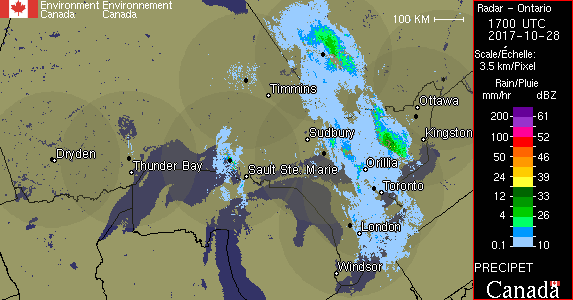 Environment Environnement
Canada Canada
100 KM
Timmins
Ottawa
Sudbury
Kingston
Dryden
Thunder Bay
Sault Ste. Marie
Orillia
Toronto
London
Windsor
Radar - Ontario
1700 UTC
2017-10-28
Scale/Échelle:
3.5 km/Pixel
Rain/Pluie
mm/hr dBZ
200 61
100 52
50 46
24 39
12 33
4 26
0.1 10
PRECIPET
Canada